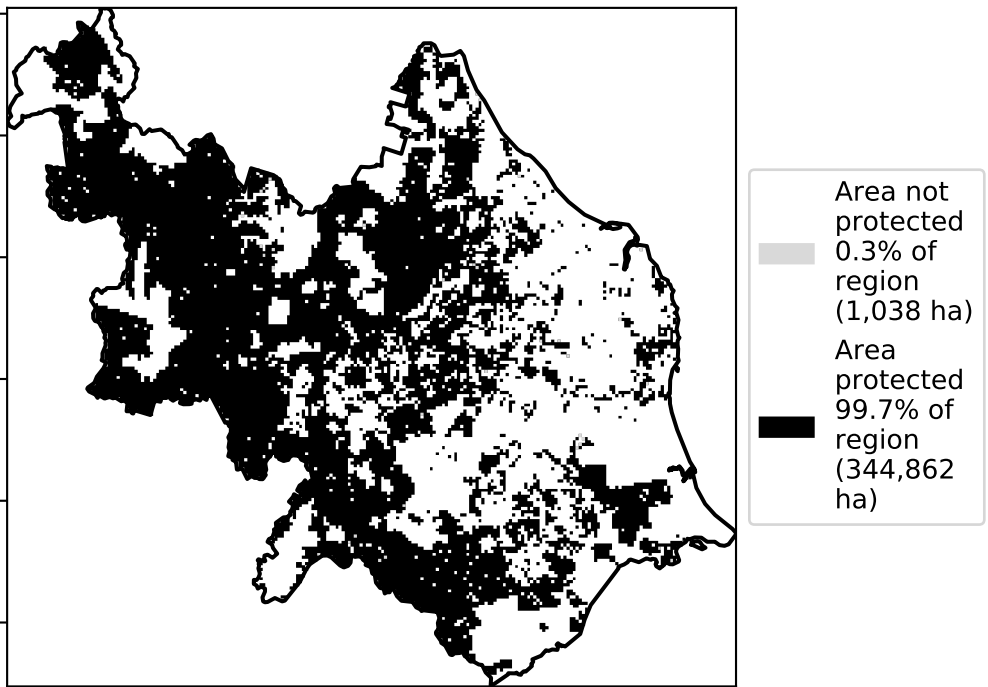 Area not
protected
0.3% of
region
(1,038 ha)
Area
protected
99.7% of
region
(344,862
ha)